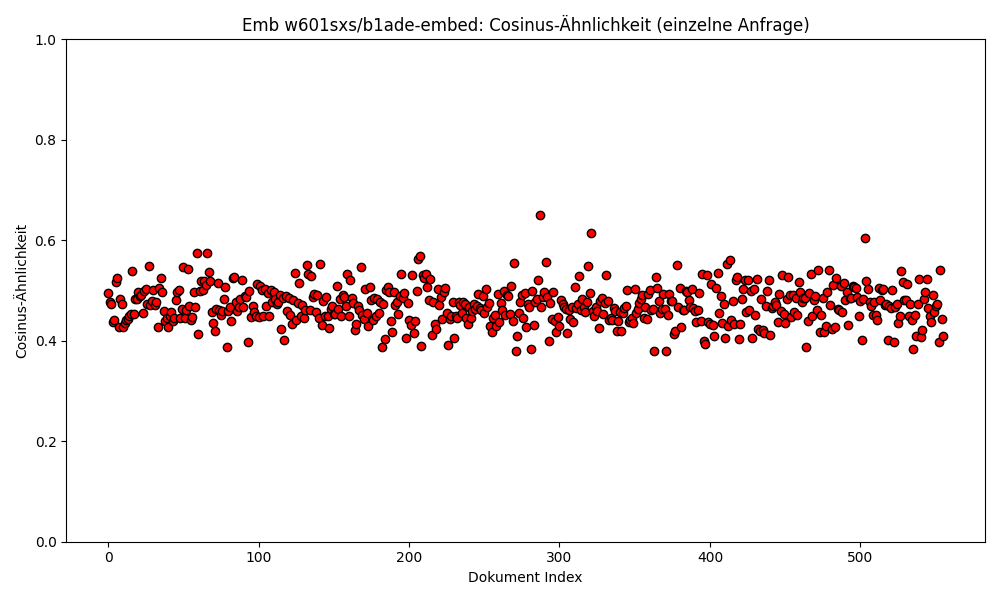 Emb w601sxs/b1ade-embed: Cosinus-Ähnlichkeit (einzelne Anfrage)
1.0
0.8
0.6
0.4
0.2
0.0
Cosinus-Ähnlichkeit
0 100 200 300 400 500
Dokument Index